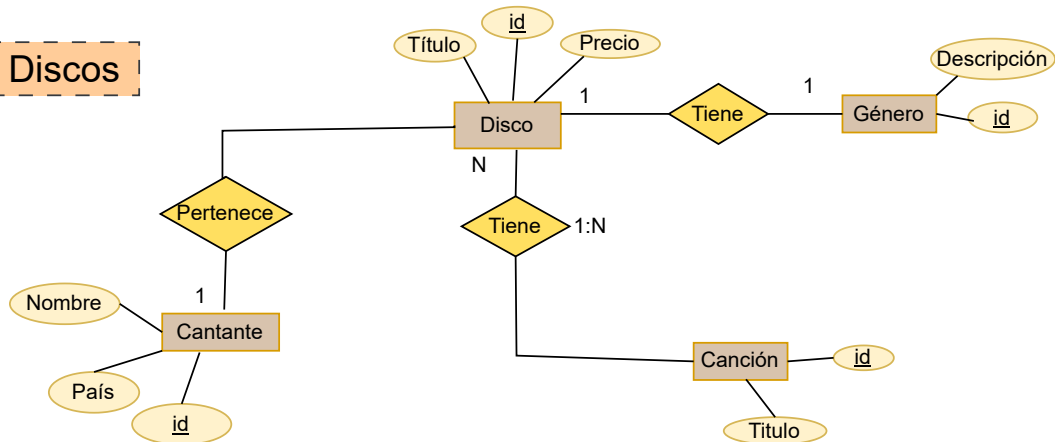 Discos
Título
id
Precio
Descripción
id
Disco
1
Tiene
1
Género
N
Pertenece
Tiene
1:N
1
Nombre
Cantante
País
id
Canción
id
Titulo